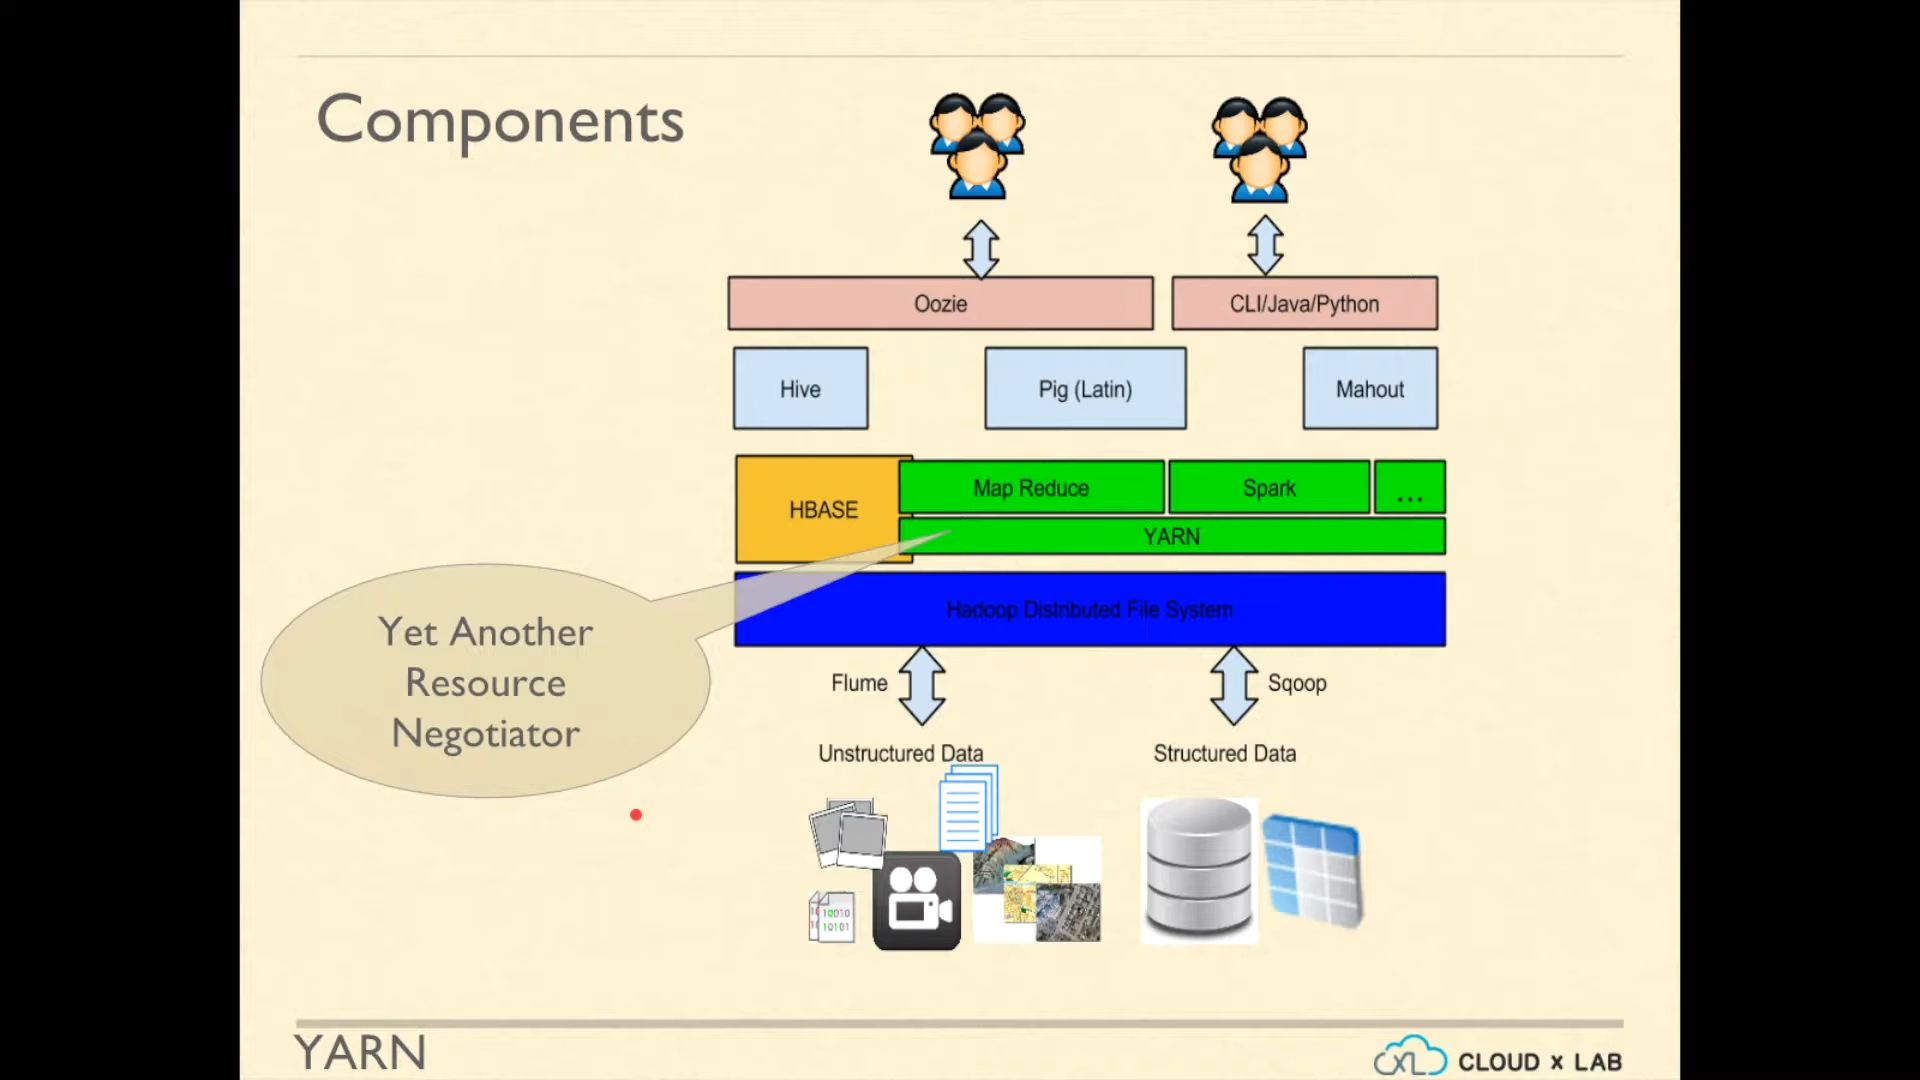 Components
Oozie
CLI/Java/Python
Hive
Pig (Latin)
Mahout
HBASE
Map Reduce
Spark
...
YARN
Hadoop Distributed File System
Yet Another
Resource
Negotiator
Flume
Sqoop
Unstructured Data
Structured Data
10010
10101
YARN
CXL CLOUD x LAB